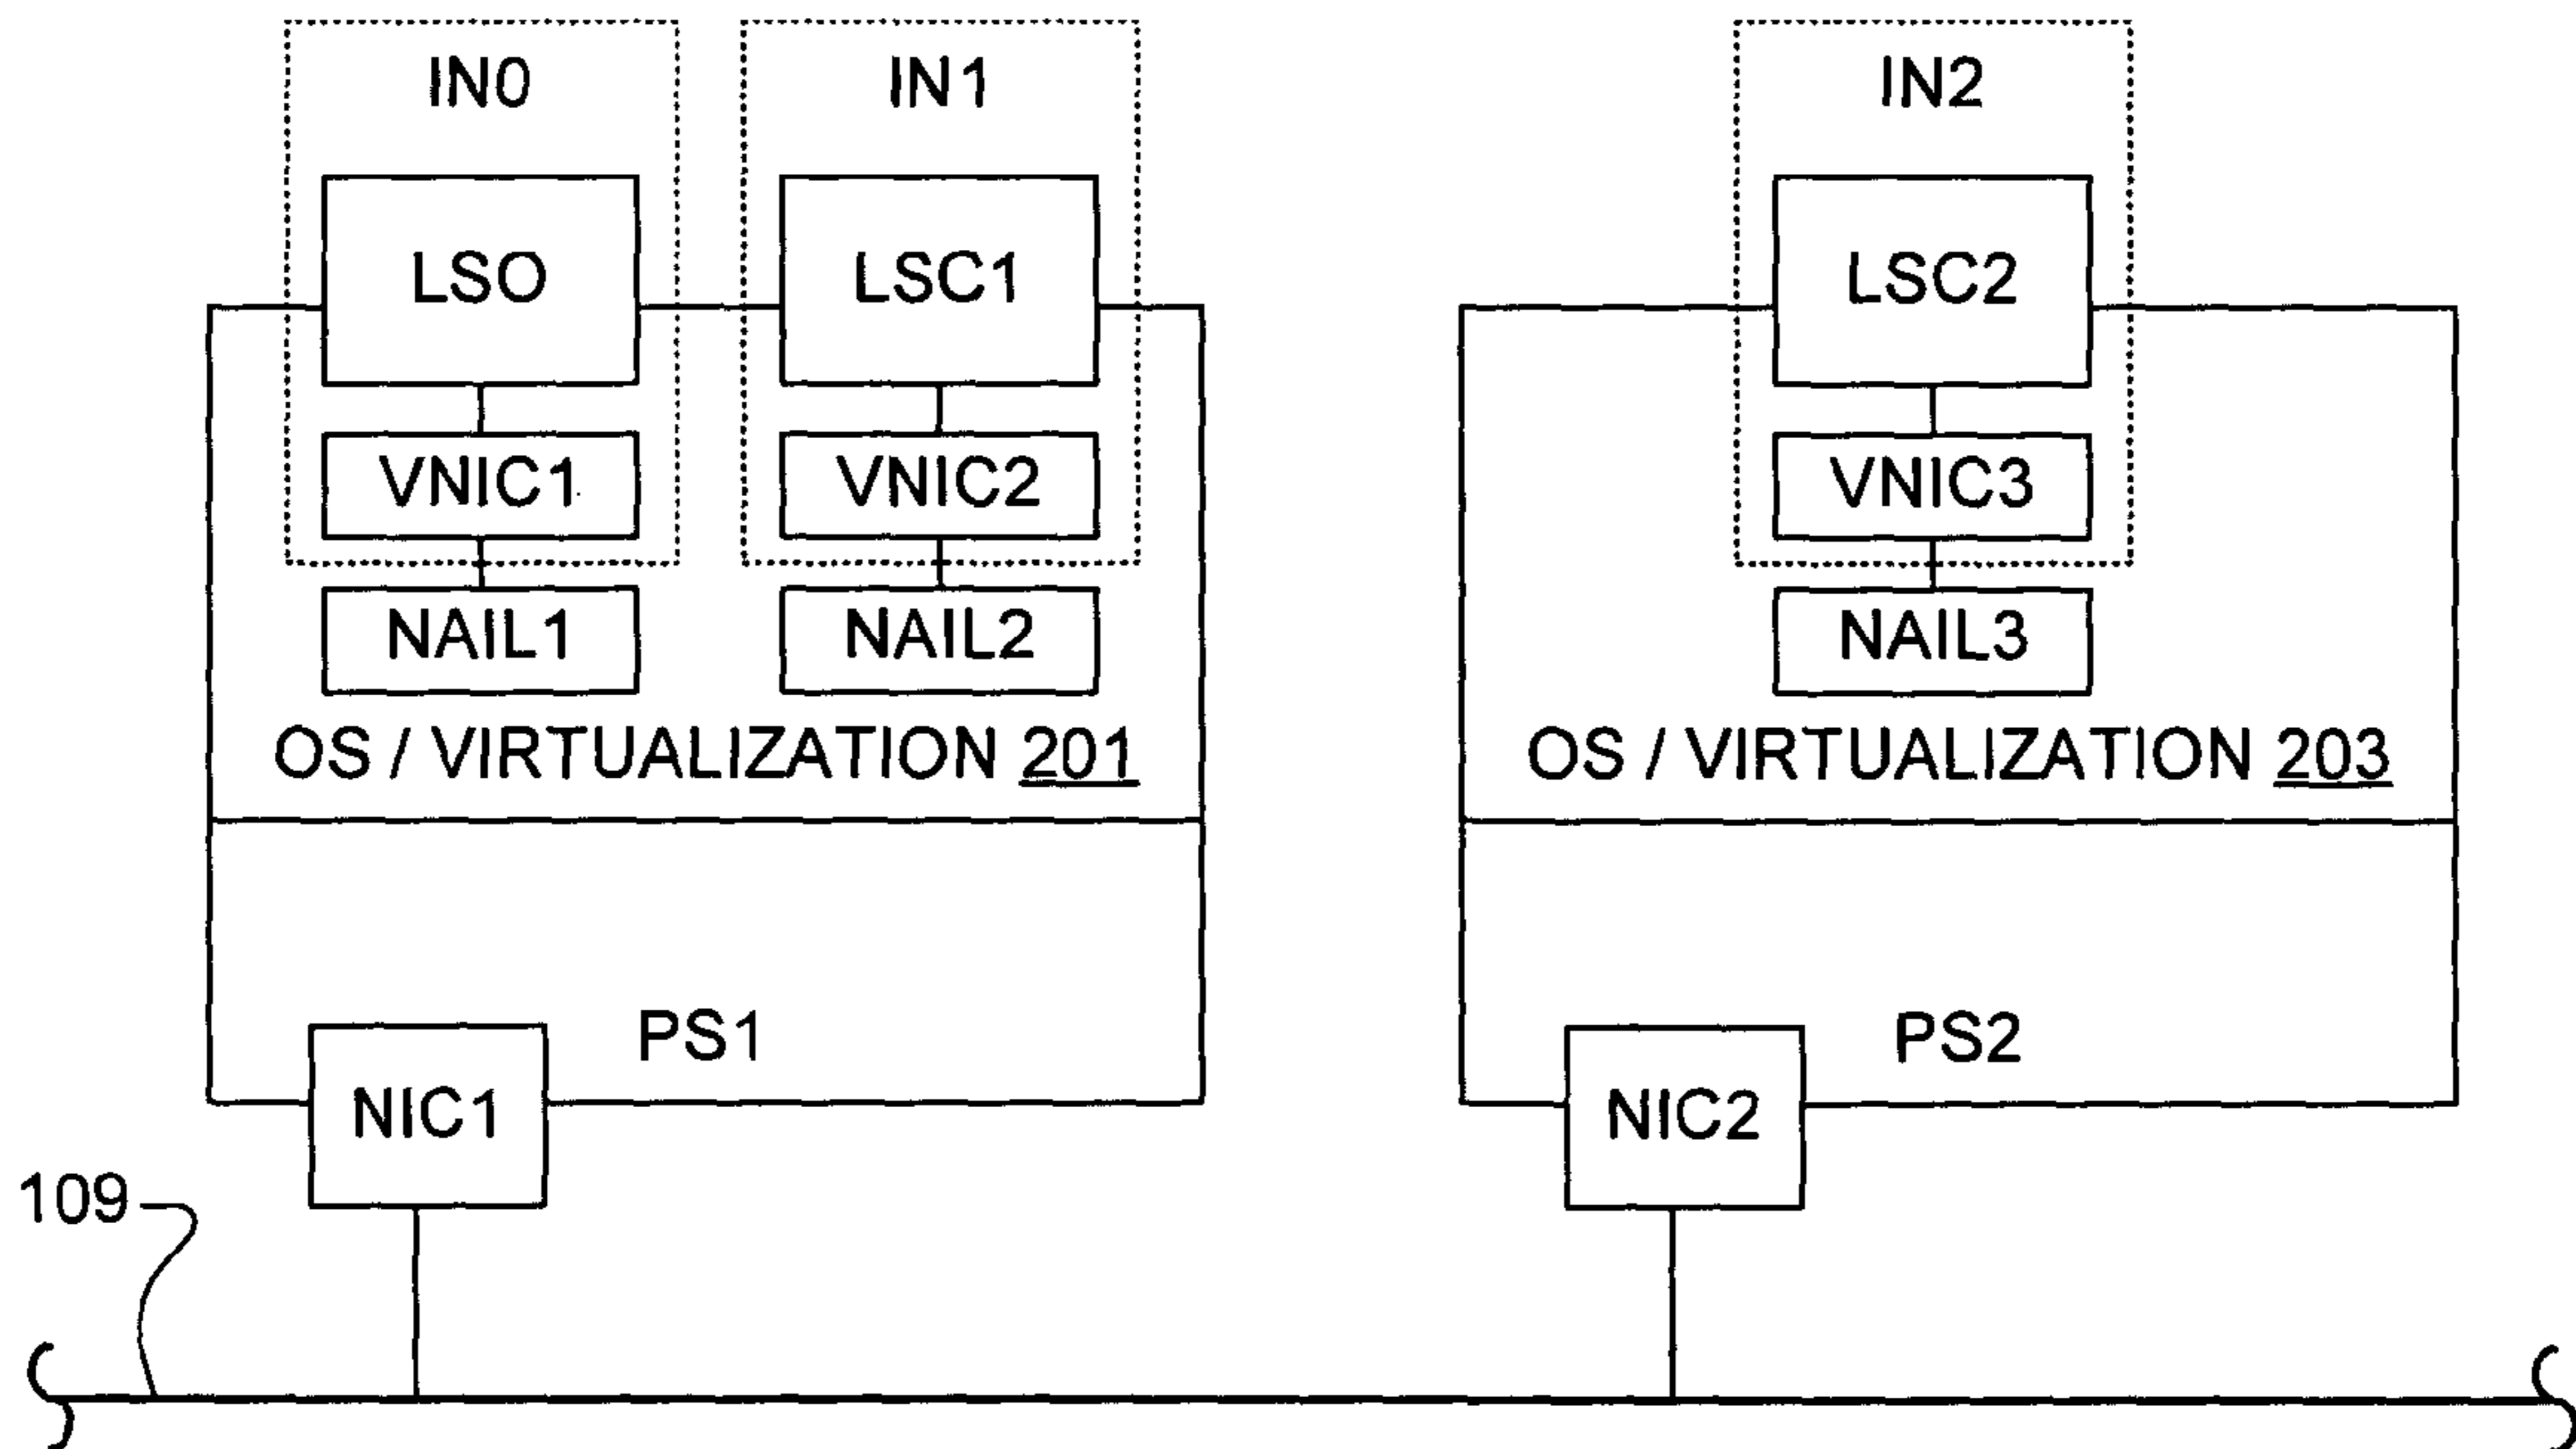 IN0 IN1 IN2
LSO LSC1 LSC2
VNIC1 VNIC2 VNIC3
NAIL1 NAIL2 NAIL3
OS / VIRTUALIZATION 201 OS / VIRTUALIZATION 203
PS1 PS2
NIC1 NIC2
109